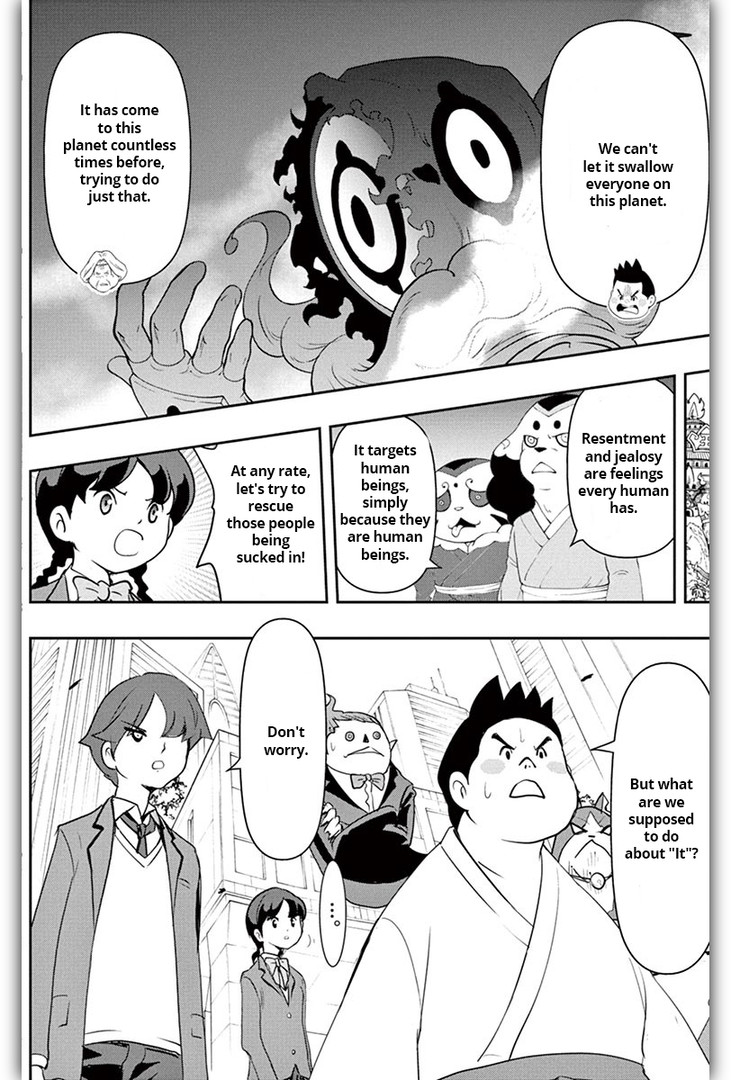 We can't
let it swallow
everyone on
this planet.
It has come
to this
planet countless
times before,
trying to do
just that.
Resentment
and jealosy
are feelings
every human
has.
It targets
human
beings,
simply
because they
are human
beings.
At any rate,
let's try to
rescue
those people
being
sucked in!
But what
are we
supposed
to do
about "It"?
Don't
worry.
...。